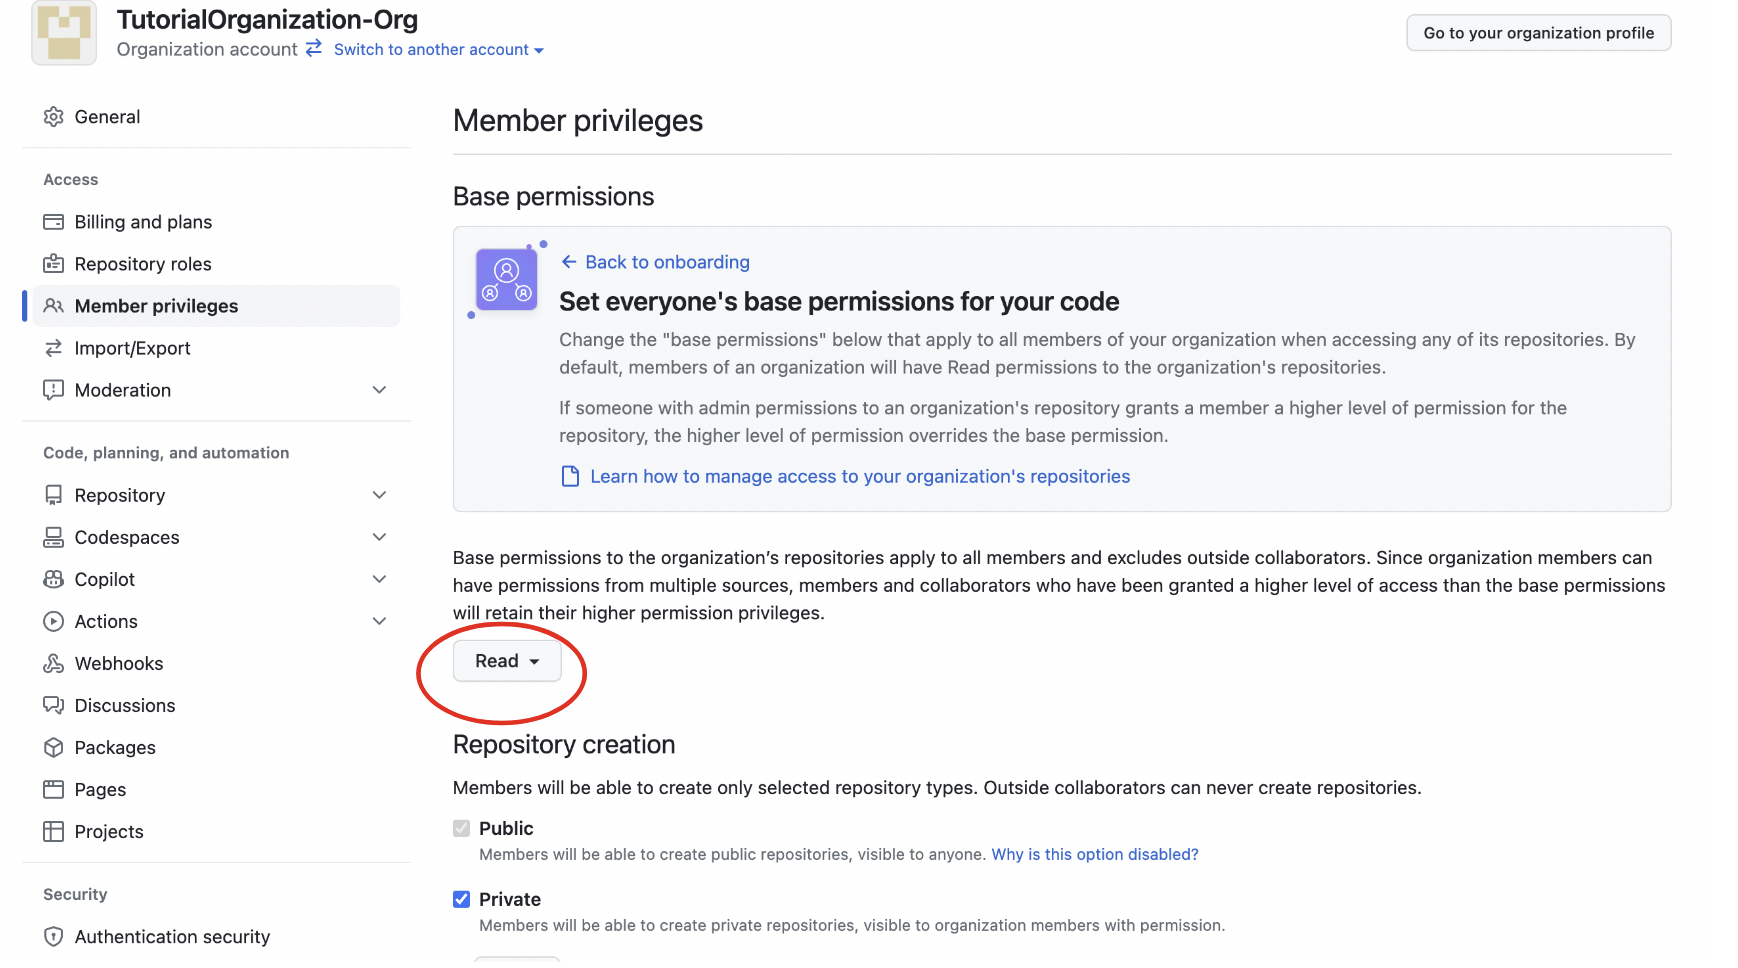 TutorialOrganization-Org
Organization account Switch to another account
Go to your organization profile
General
Access
Billing and plans
Repository roles
Member privileges
Import/Export
Moderation
Code, planning, and automation
Repository
Codespaces
Copilot
Actions
Webhooks
Discussions
Packages
Pages
Projects
Security
Authentication security
Member privileges
Base permissions
Back to onboarding
Set everyone's base permissions for your code
Change the "base permissions" below that apply to all members of your organization when accessing any of its repositories. By
default, members of an organization will have Read permissions to the organization's repositories.
If someone with admin permissions to an organization's repository grants a member a higher level of permission for the
repository, the higher level of permission overrides the base permission.
Learn how to manage access to your organization's repositories
Base permissions to the organization’s repositories apply to all members and excludes outside collaborators. Since organization members can
have permissions from multiple sources, members and collaborators who have been granted a higher level of access than the base permissions
will retain their higher permission privileges.
Read
Repository creation
Members will be able to create only selected repository types. Outside collaborators can never create repositories.
Public
Members will be able to create public repositories, visible to anyone. Why is this option disabled?
Private
Members will be able to create private repositories, visible to organization members with permission.